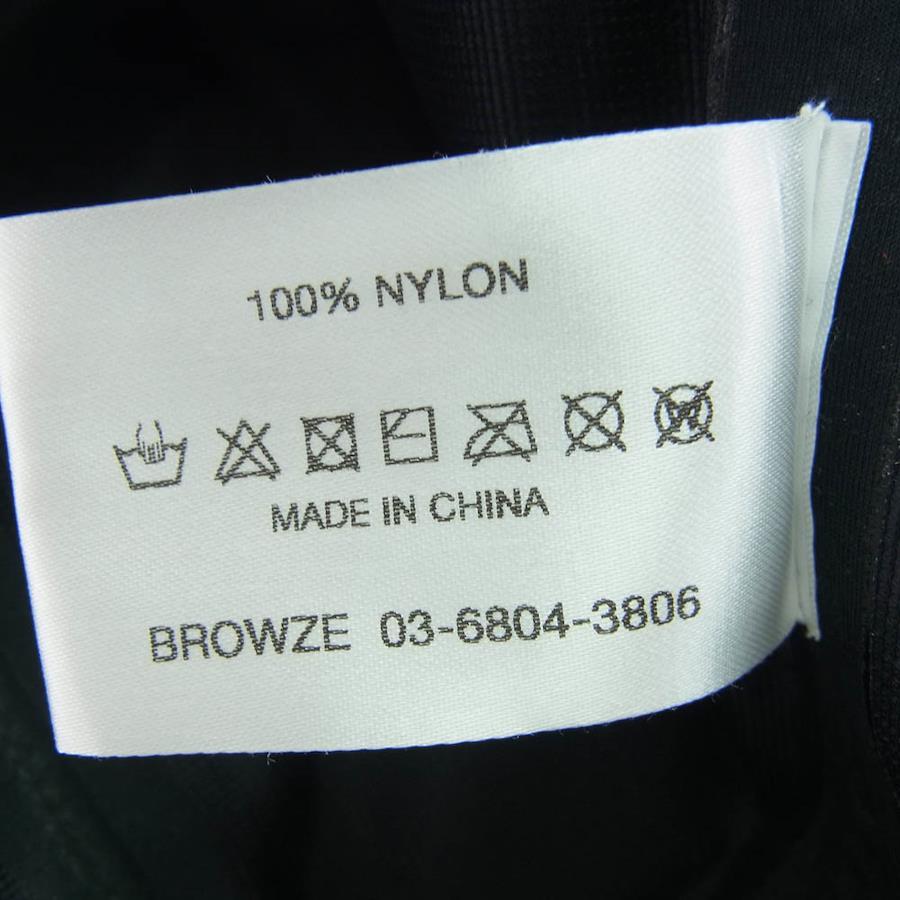 100% NYLON
MADE IN CHINA
BROWZE 03-6804-3806